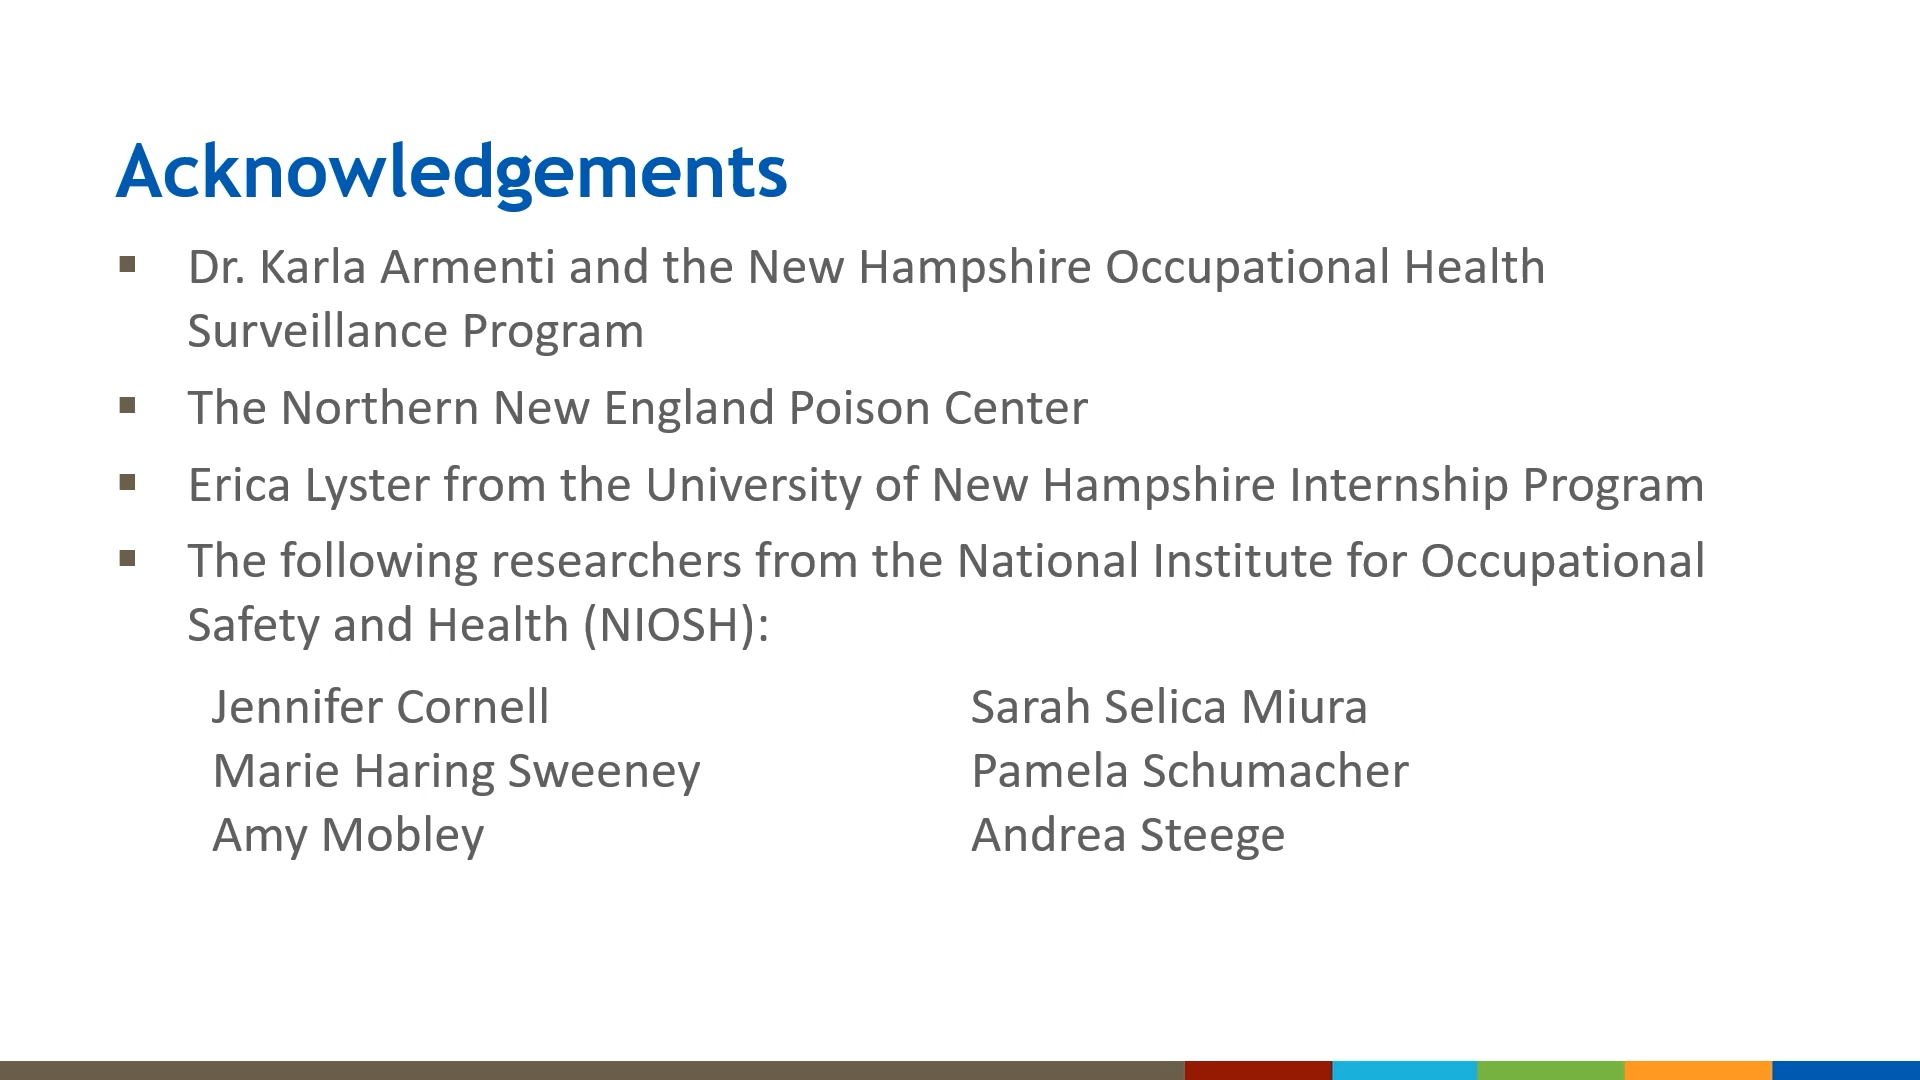 Acknowledgements
▪ Dr. Karla Armenti and the New Hampshire Occupational Health
Surveillance Program
▪ The Northern New England Poison Center
▪ Erica Lyster from the University of New Hampshire Internship Program
▪ The following researchers from the National Institute for Occupational
Safety and Health (NIOSH):
Jennifer Cornell
Marie Haring Sweeney
Amy Mobley
Sarah Selica Miura
Pamela Schumacher
Andrea Steege